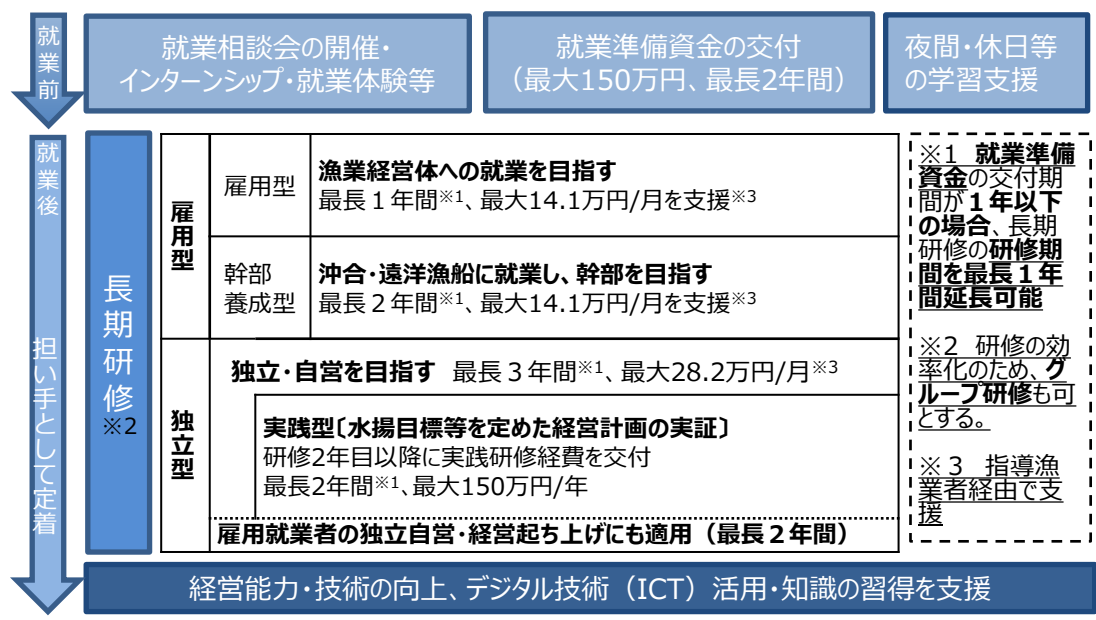 就業前
就業相談会の開催・
インターンシップ・就業体験等
就業準備資金の交付
（最大150万円、最長2年間）
夜間・休日等
の学習支援
就業後
担い手として定着
長期研修
※2
雇用型
雇用型
漁業経営体への就業を目指す
最長１年間※1、最大14.1万円/月を支援※3
幹部
養成型
沖合・遠洋漁船に就業し、幹部を目指す
最長２年間※1、最大14.1万円/月を支援※3
独立型
独立・自営を目指す 最長３年間※1、最大28.2万円/月※3
実践型〔水揚目標等を定めた経営計画の実証〕
研修2年目以降に実践研修経費を交付
最長2年間※1、最大150万円/年
雇用就業者の独立自営・経営起ち上げにも適用（最長２年間）
※1 就業準備
資金の交付期
間が１年以下
の場合、長期
研修の研修期
間を最長１年
間延長可能
※2 研修の効
率化のため、グ
ループ研修も可
とする。
※３ 指導漁
業者経由で支
援
経営能力・技術の向上、デジタル技術（ICT）活用・知識の習得を支援